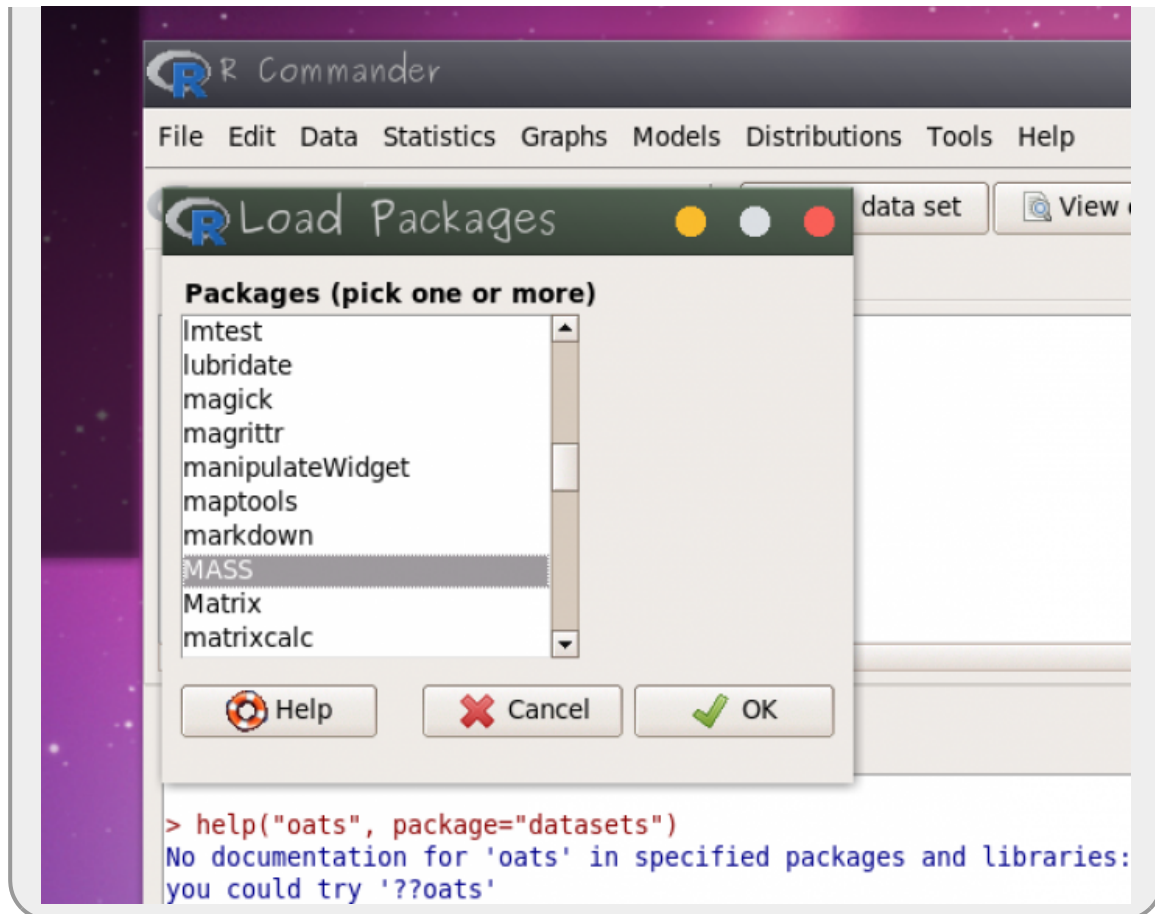 R Commander
File Edit Data Statistics Graphs Models Distributions Tools Help
Load Packages
data set View
Packages (pick one or more)
lmtest
lubridate
magick
magrittr
manipulateWidget
maptools
markdown
MASS
Matrix
matrixcalc
Help Cancel OK
> help("oats", package="datasets")
No documentation for 'oats' in specified packages and libraries:
you could try '??oats'